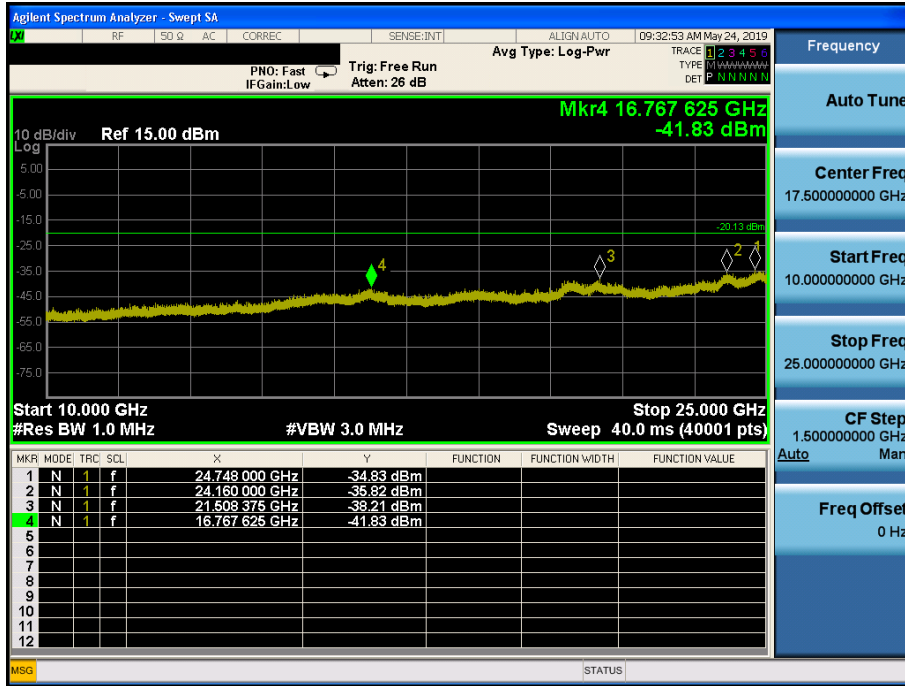 Agilent Spectrum Analyzer - Swept SA
LXI RF 50 Ω AC CORREC SENSE:INT ALIGN AUTO 09:32:53 AM May 24, 2019
Avg Type: Log-Pwr
TRACE 1 2 3 4 5 6
TYPE M WWWWW
DET P N N N N N
PNO: Fast
IFGain:Low
Trig: Free Run
Atten: 26 dB
Mkr4 16.767 625 GHz
-41.83 dBm
10 dB/div
Log
Ref 15.00 dBm
5.00
-5.00
-15.0
-20.13 dBm
-25.0
-35.0
-45.0
-55.0
-65.0
-75.0
4
3
2
1
Start 10.000 GHz
Stop 25.000 GHz
#Res BW 1.0 MHz
#VBW 3.0 MHz
Sweep 40.0 ms (40001 pts)
MKR MODE TRC SCL X Y FUNCTION FUNCTION WIDTH FUNCTION VALUE
1 N 1 f 24.748 000 GHz -34.83 dBm
2 N 1 f 24.160 000 GHz -35.82 dBm
3 N 1 f 21.508 375 GHz -38.21 dBm
4 N 1 f 16.767 625 GHz -41.83 dBm
5
6
7
8
9
10
11
12
MSG
STATUS
Frequency
Auto Tune
Center Freq
17.500000000 GHz
Start Freq
10.000000000 GHz
Stop Freq
25.000000000 GHz
CF Step
1.500000000 GHz
Auto Man
Freq Offset
0 Hz